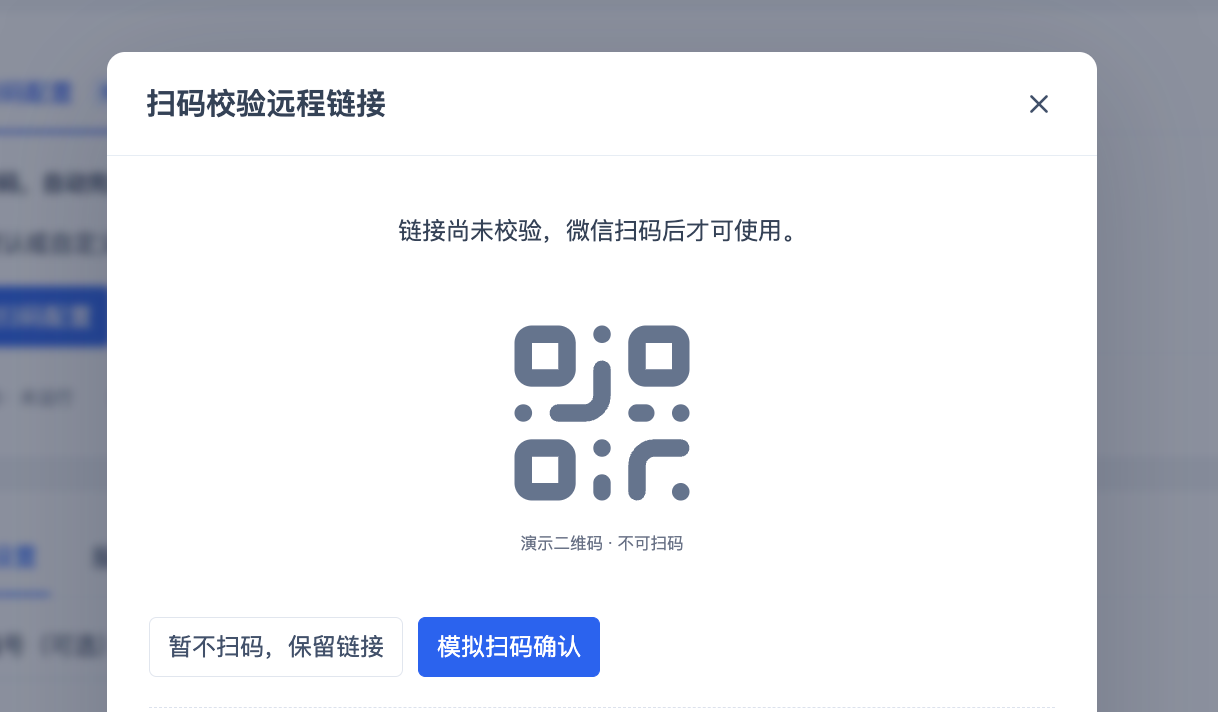 扫码校验远程链接
链接尚未校验，微信扫码后才可使用。
演示二维码 · 不可扫码
暂不扫码，保留链接
模拟扫码确认